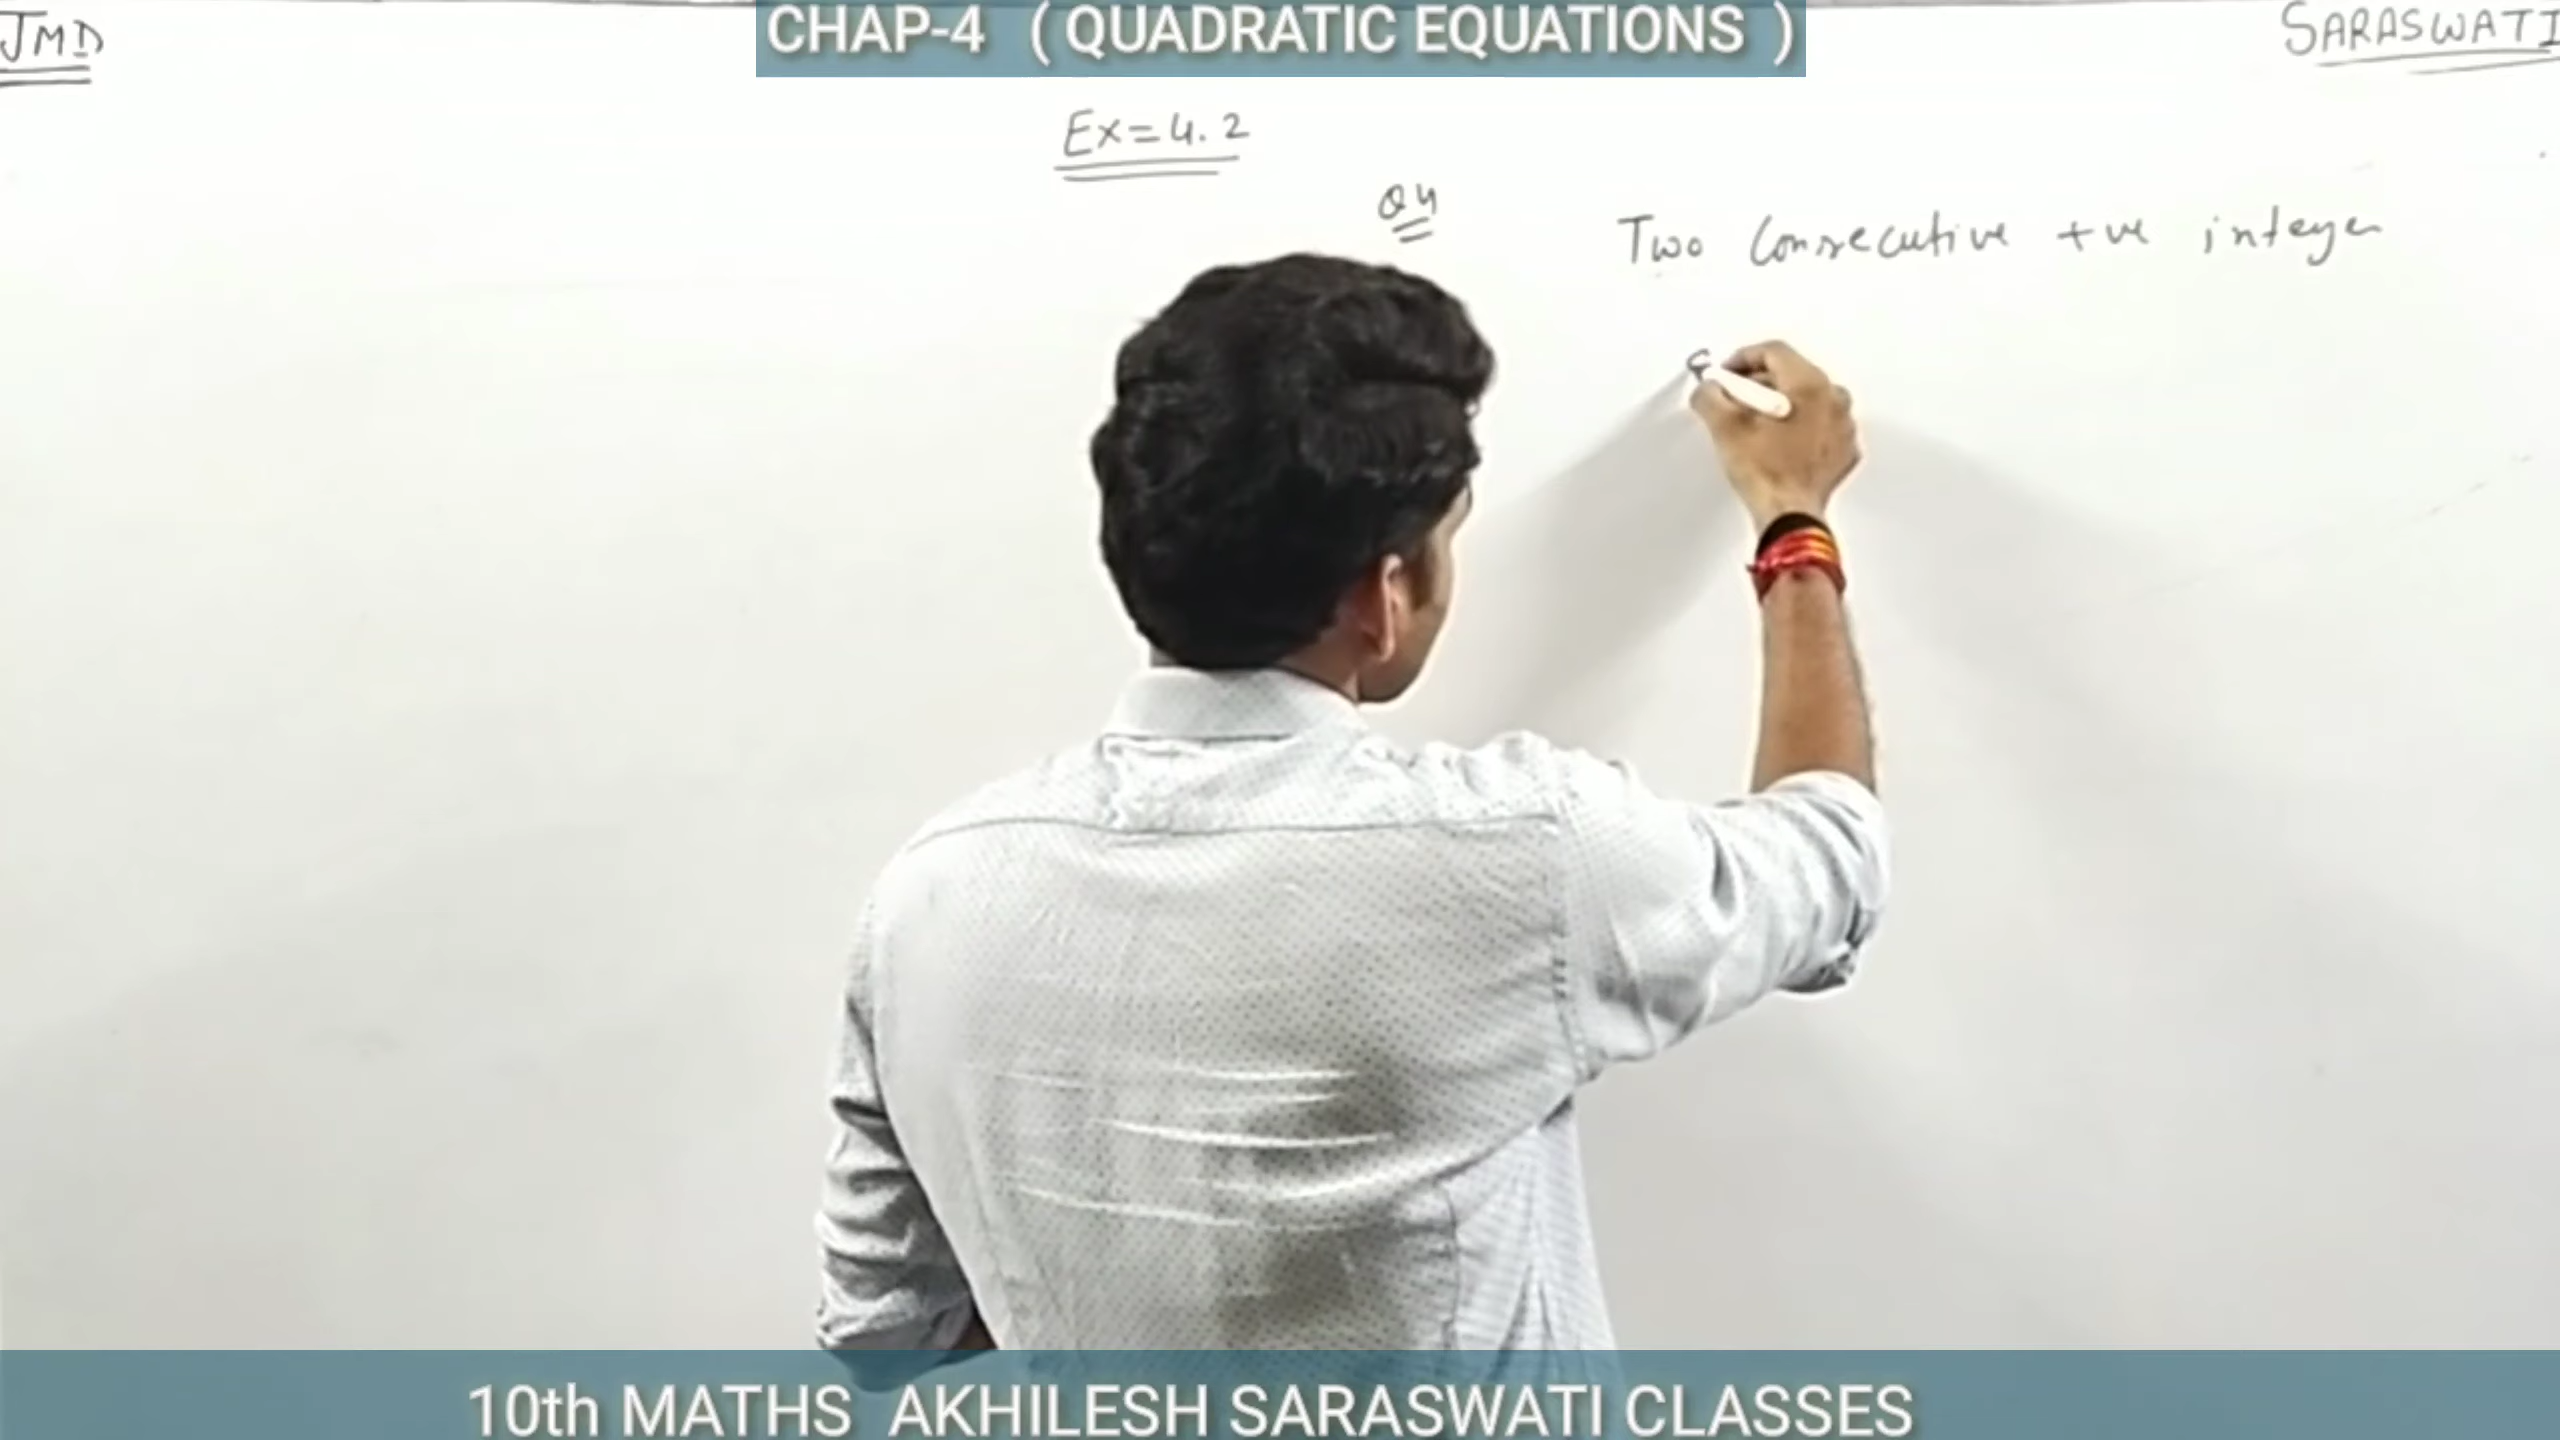 CHAP-4 ( QUADRATIC EQUATIONS )
JMD
SARASWATI
Ex=4.2
Q4
Two Consecutive +ve integer
10th MATHS AKHILESH SARASWATI CLASSES